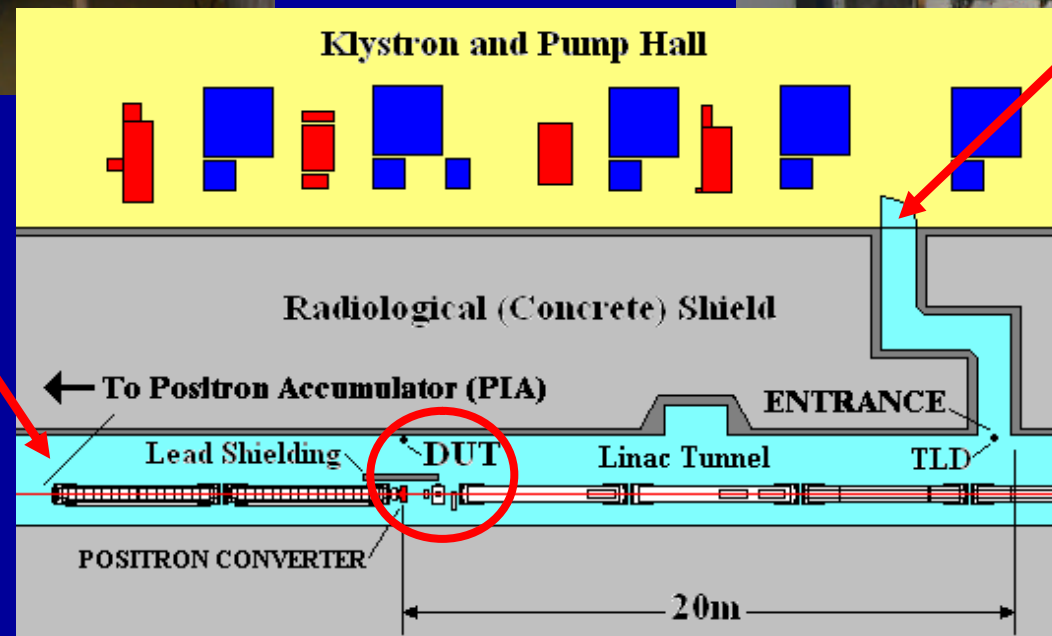 Klystron and Pump Hall
Radiological (Concrete) Shield
To Positron Accumulator (PIA)
ENTRANCE
Lead Shielding
DUT
Linac Tunnel
TLD
POSITRON CONVERTER
20m